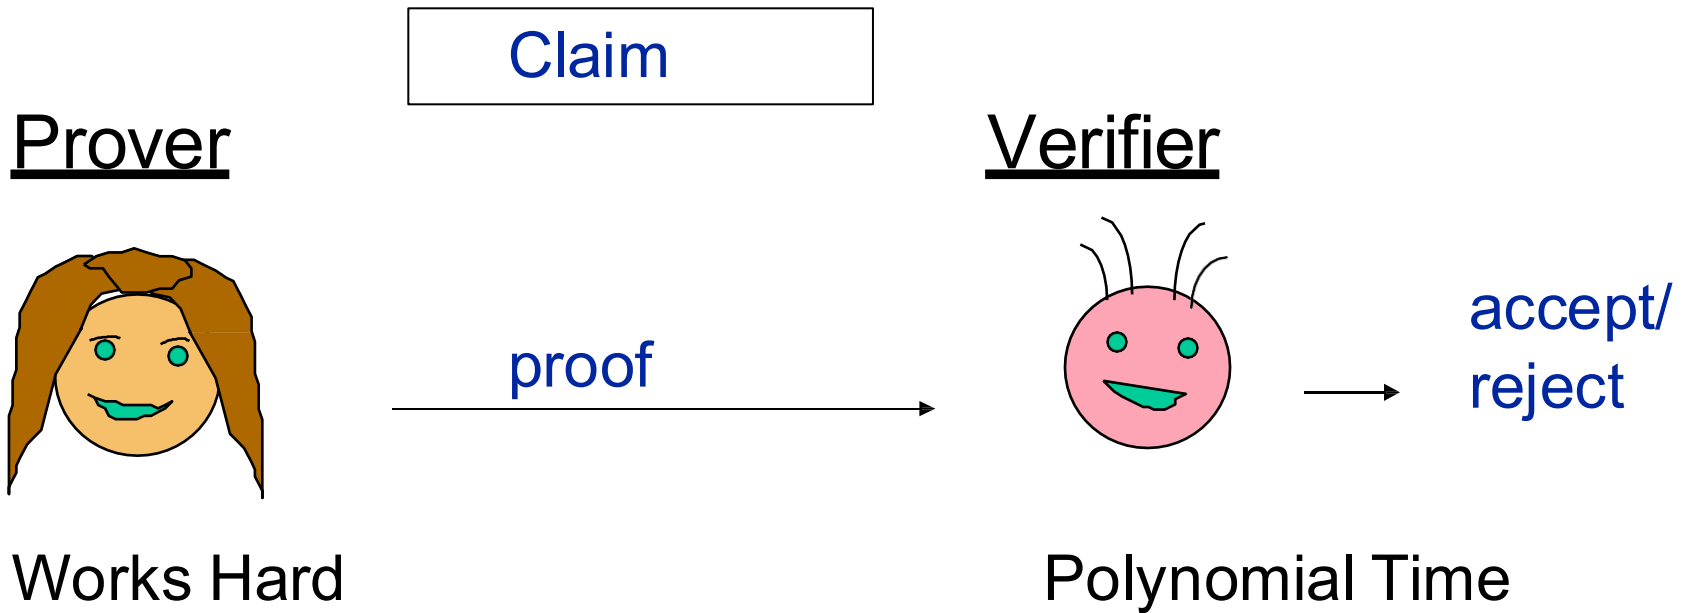 Claim
Prover
Verifier
proof
accept/
reject
Works Hard
Polynomial Time